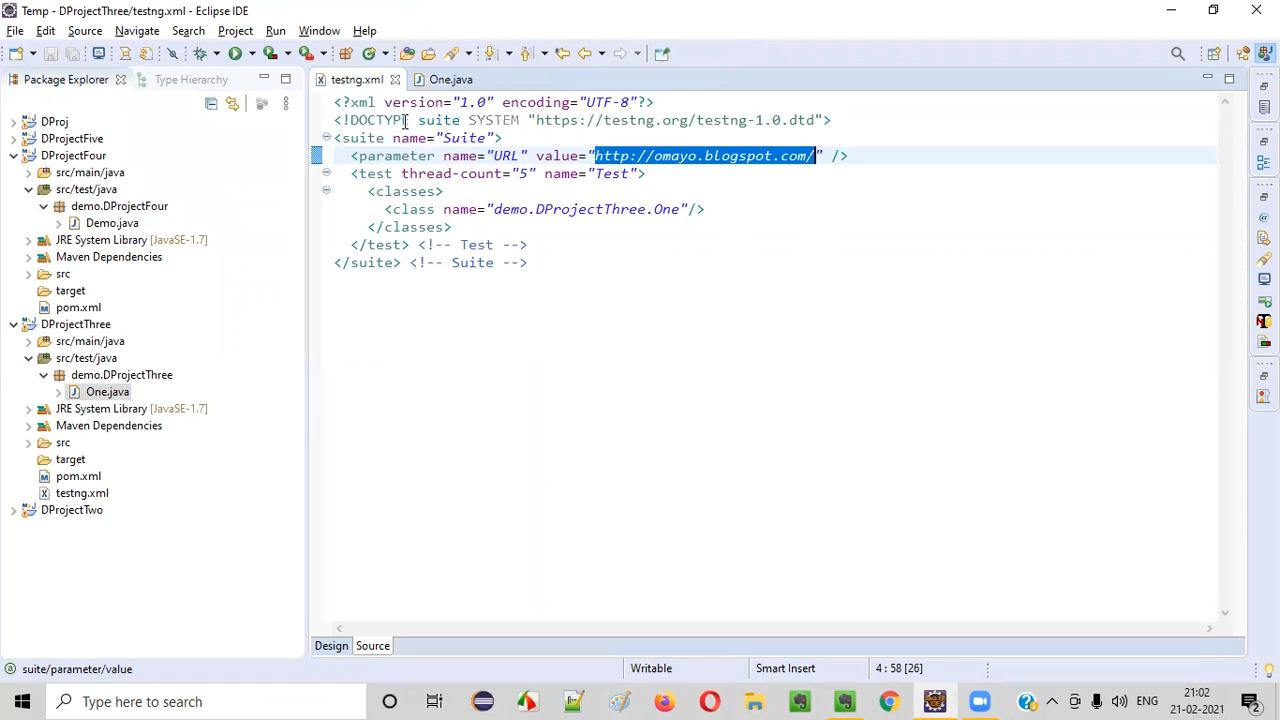 Temp - DProjectThree/testng.xml - Eclipse IDE
File Edit Source Navigate Search Project Run Window Help
Package Explorer Type Hierarchy
testng.xml One.java
DProj
DProjectFive
DProjectFour
src/main/java
src/test/java
demo.DProjectFour
Demo.java
JRE System Library [JavaSE-1.7]
Maven Dependencies
src
target
pom.xml
DProjectThree
src/main/java
src/test/java
demo.DProjectThree
One.java
JRE System Library [JavaSE-1.7]
Maven Dependencies
src
target
pom.xml
testng.xml
DProjectTwo
<?xml version="1.0" encoding="UTF-8"?>
<!DOCTYPE suite SYSTEM "https://testng.org/testng-1.0.dtd">
<suite name="Suite">
<parameter name="URL" value="http://omayo.blogspot.com/" />
<test thread-count="5" name="Test">
<classes>
<class name="demo.DProjectThree.One"/>
</classes>
</test> <!-- Test -->
</suite> <!-- Suite -->
Design Source
suite/parameter/value Writable Smart Insert 4 : 58 [26]
Type here to search
ENG
21:02
21-02-2021
2